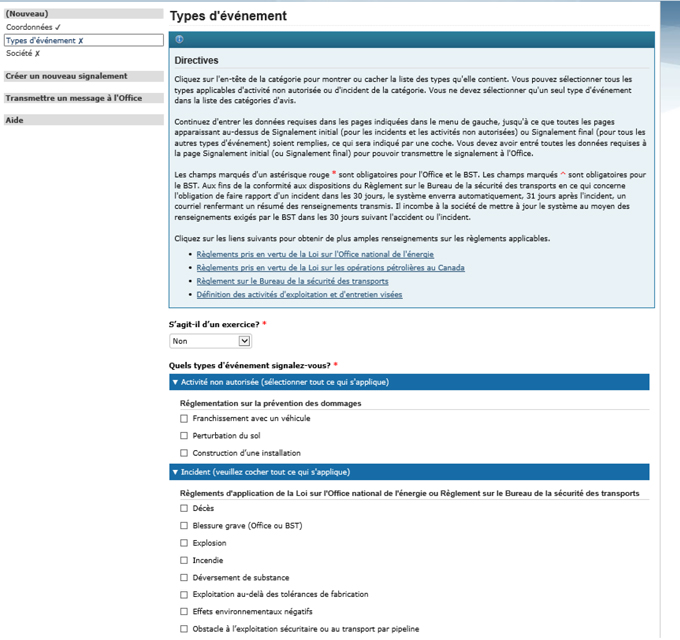 (Nouveau)
Coordonnées ✓
Types d'événement ✗
Société ✗
Créer un nouveau signalement
Transmettre un message à l'Office
Aide
Types d'événement
Directives
Cliquez sur l'en-tête de la catégorie pour montrer ou cacher la liste des types qu'elle contient. Vous pouvez sélectionner tous les
types applicables d'activité non autorisée ou d'incident de la catégorie. Vous ne devez sélectionner qu'un seul type d'événement
dans la liste des catégories d'avis.
Continuez d'entrer les données requises dans les pages indiquées dans le menu de gauche, jusqu'à ce que toutes les pages
apparaissant au-dessus de Signalement initial (pour les incidents et les activités non autorisées) ou Signalement final (pour tous les
autres types d'événement) soient remplies, ce qui sera indiqué par une coche. Vous devez avoir entré toutes les données requises à
la page Signalement initial (ou Signalement final) pour pouvoir transmettre le signalement à l'Office.
Les champs marqués d'un astérisque rouge * sont obligatoires pour l'Office et le BST. Les champs marqués ^ sont obligatoires pour
le BST. Aux fins de la conformité aux dispositions du Règlement sur le Bureau de la sécurité des transports en ce qui concerne
l'obligation de faire rapport d'un incident dans les 30 jours, le système enverra automatiquement, 31 jours après l'incident, un
courriel renfermant un résumé des renseignements transmis. Il incombe à la société de mettre à jour le système au moyen des
renseignements exigés par le BST dans les 30 jours suivant l'accident ou l'incident.
Cliquez sur les liens suivants pour obtenir de plus amples renseignements sur les règlements applicables.
• Règlements pris en vertu de la Loi sur l'Office national de l'énergie
• Règlements pris en vertu de la Loi sur les opérations pétrolières au Canada
• Règlement sur le Bureau de la sécurité des transports
• Définition des activités d'exploitation et d'entretien visées
S'agit-il d'un exercice? *
Non
Quels types d'événement signalez-vous? *
▼ Activité non autorisée (sélectionner tout ce qui s'applique)
Réglementation sur la prévention des dommages
Franchissement avec un véhicule
Perturbation du sol
Construction d'une installation
▼ Incident (veuillez cocher tout ce qui s'applique)
Règlements d'application de la Loi sur l'Office national de l'énergie ou Règlement sur le Bureau de la sécurité des transports
Décès
Blessure grave (Office ou BST)
Explosion
Incendie
Déversement de substance
Exploitation au-delà des tolérances de fabrication
Effets environnementaux négatifs
Obstacle à l'exploitation sécuritaire ou au transport par pipeline